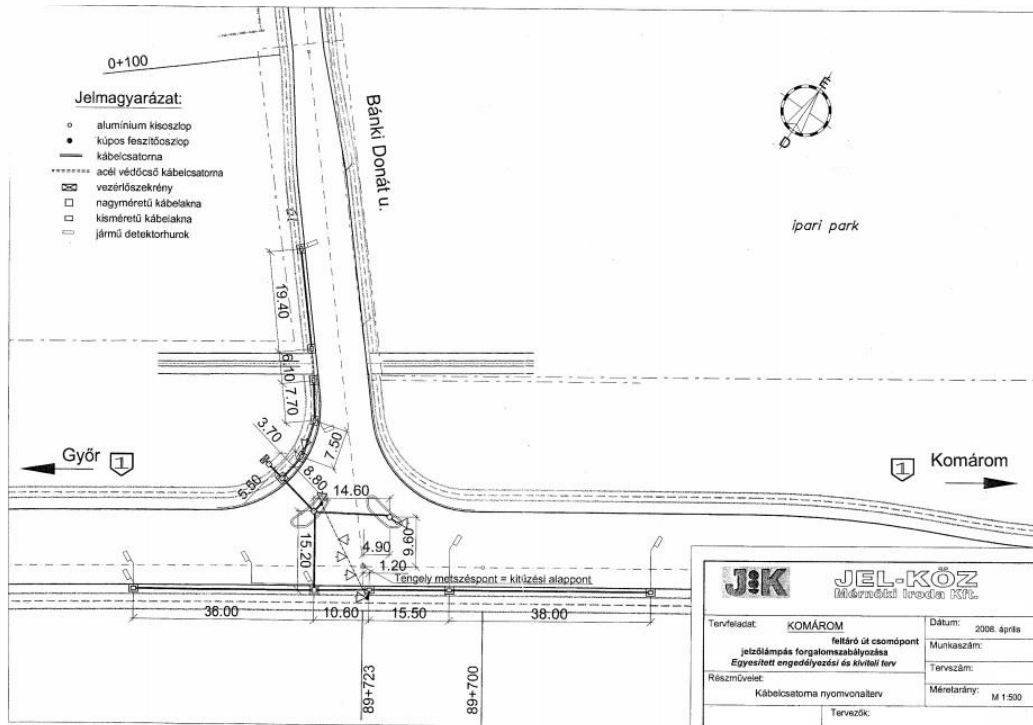 0+100
Jelmagyarázat:
alumínium kisoszlop
kúpos feszítőoszlop
kábelcsatorna
acél védőcső kábelcsatorna
vezérlőszekrény
nagyméretű kábelakna
kisméretű kábelakna
jármű detektorhurok
Bánki Donát u.
É
D
ipari park
19.40
6.10
7.70
3.70
7.50
Győr
1
5.50
8.80
14.60
1
Komárom
15.20
4.90
9.60
1.20
Tengely metszéspont = kitűzési alappont
36.00
10.60
15.50
38.00
89+723
89+700
JÖK
JEL-KÖZ
Mérnöki Iroda Kft.
Tervfeladat:
KOMÁROM
feltáró út csomópont
jelzőlámpás forgalomszabályozása
Egyesített engedélyezési és kiviteli terv
Dátum:
2008. április
Munkaszám:
Tervszám:
Részművelet:
Kábelcsatorna nyomvonalterv
Méretarány:
M 1:500
Tervezők: